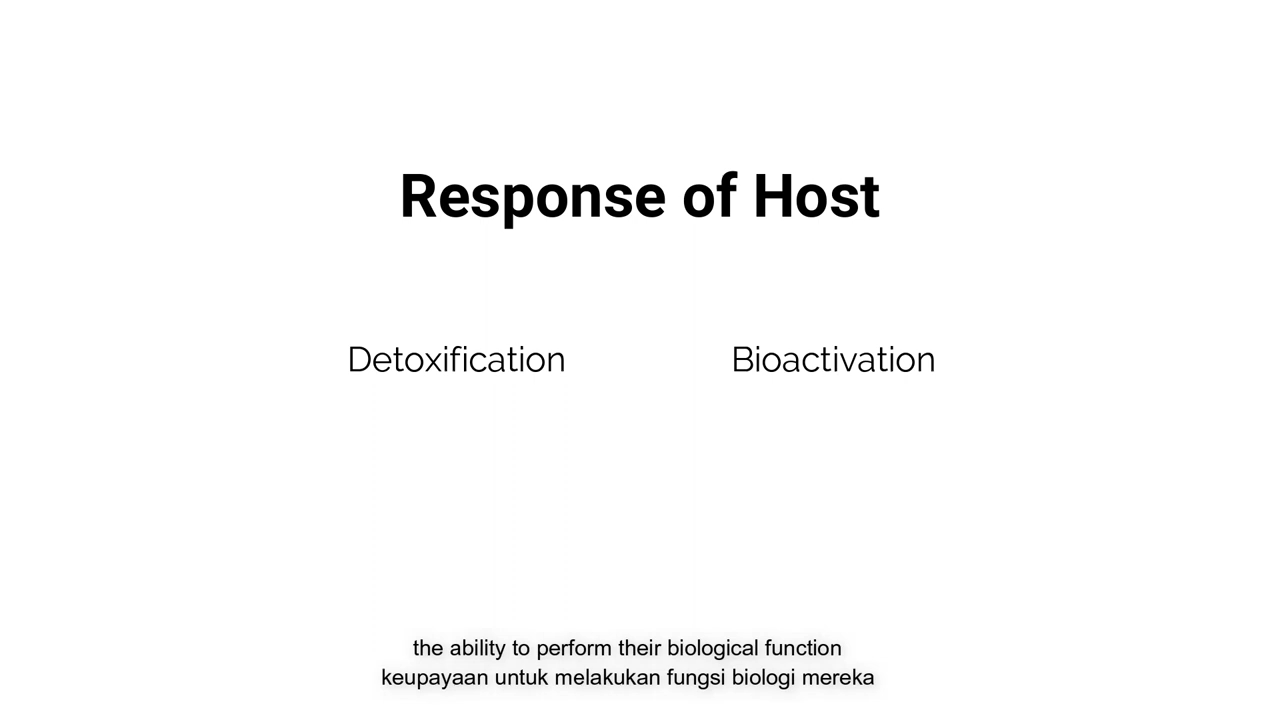 Response of Host
Detoxification Bioactivation
the ability to perform their biological function
keupayaan untuk melakukan fungsi biologi mereka